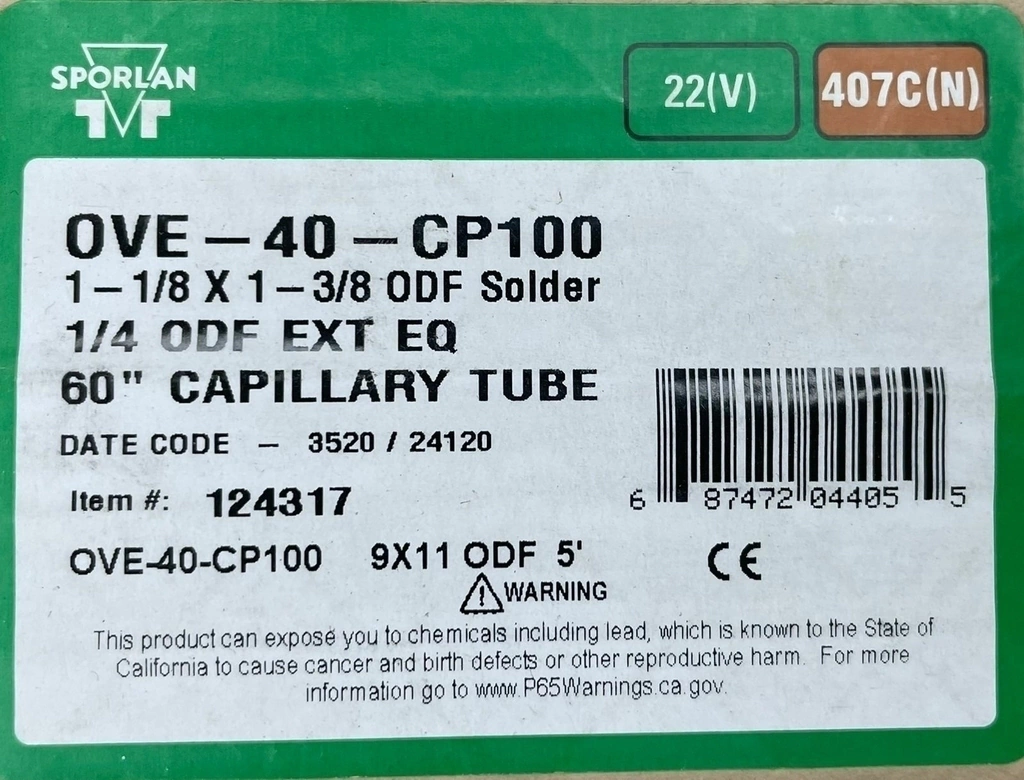 SPORLAN
22(V)
407C(N)
OVE - 40 - CP100
1 - 1/8 X 1 - 3/8 ODF Solder
1/4 ODF EXT EQ
60" CAPILLARY TUBE
DATE CODE - 3520 / 24120
Item #: 124317
6 87472 04405 5
OVE-40-CP100 9X11 ODF 5'
CE
WARNING
This product can expose you to chemicals including lead, which is known to the State of
California to cause cancer and birth defects or other reproductive harm. For more
information go to www.P65Warnings.ca.gov.